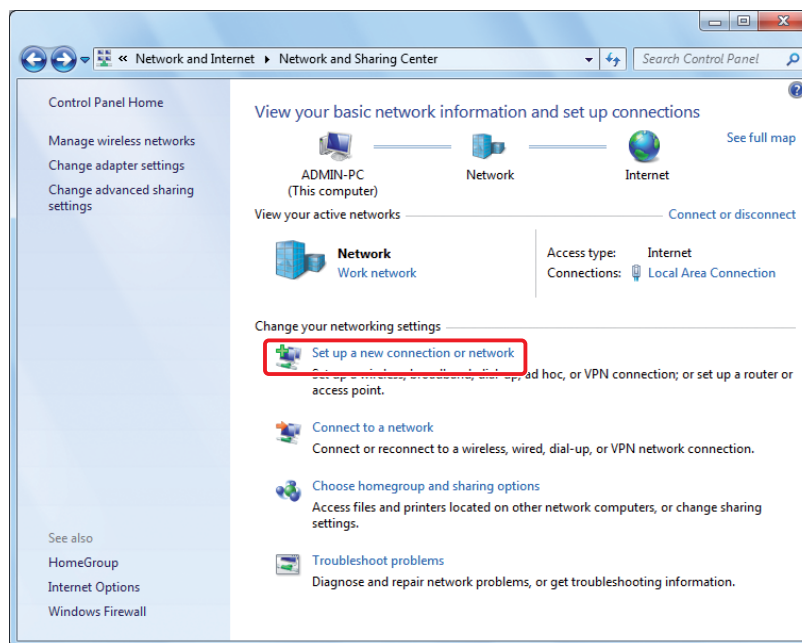 « Network and Internet ▸ Network and Sharing Center
Search Control Panel
Control Panel Home
Manage wireless networks
Change adapter settings
Change advanced sharing
settings
See also
HomeGroup
Internet Options
Windows Firewall
View your basic network information and set up connections
See full map
ADMIN-PC
(This computer)
Network
Internet
View your active networks
Connect or disconnect
Network
Work network
Access type: Internet
Connections: Local Area Connection
Change your networking settings
Set up a new connection or network
Set up a wireless, broadband, dial-up, ad hoc, or VPN connection; or set up a router or
access point.
Connect to a network
Connect or reconnect to a wireless, wired, dial-up, or VPN network connection.
Choose homegroup and sharing options
Access files and printers located on other network computers, or change sharing
settings.
Troubleshoot problems
Diagnose and repair network problems, or get troubleshooting information.